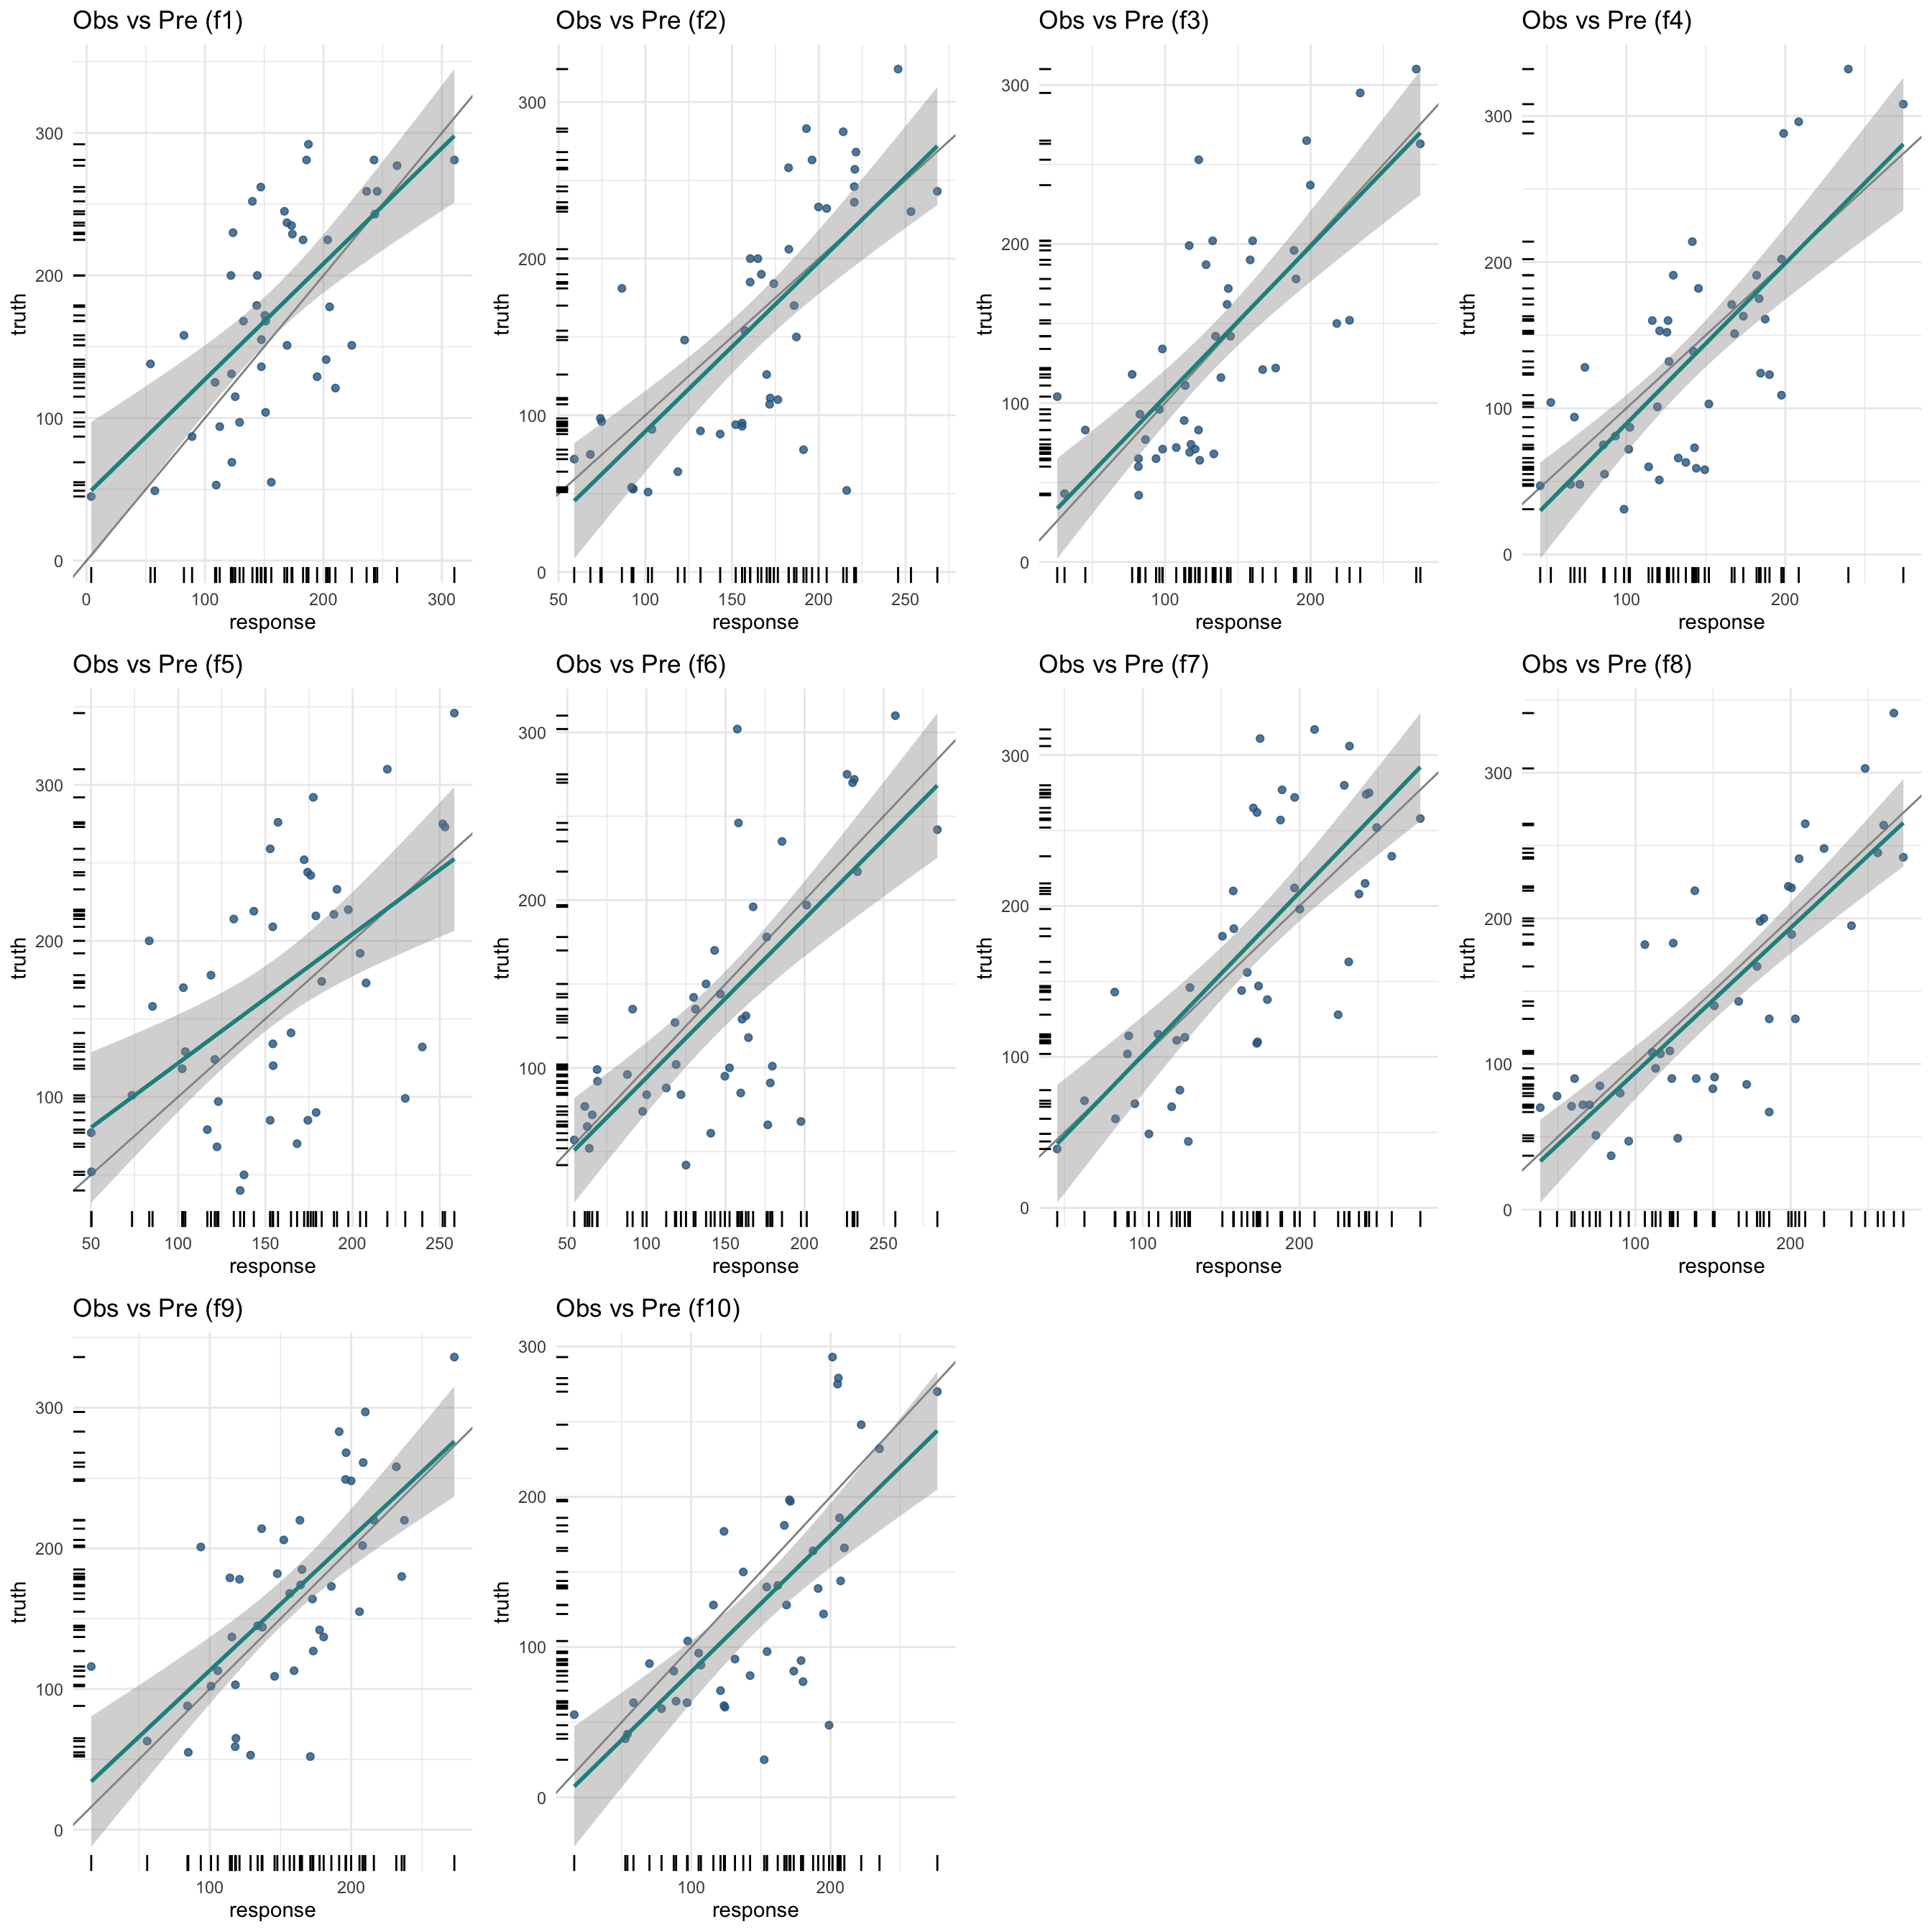 Obs vs Pre (f1)
Obs vs Pre (f2)
Obs vs Pre (f3)
Obs vs Pre (f4)
truth
300
200
100
0
0
100
200
300
response
truth
300
200
100
0
50
100
150
200
250
response
truth
300
200
100
0
100
200
response
truth
300
200
100
0
100
200
response
Obs vs Pre (f5)
Obs vs Pre (f6)
Obs vs Pre (f7)
Obs vs Pre (f8)
truth
300
200
100
50
100
150
200
250
response
truth
300
200
100
50
100
150
200
250
response
truth
300
200
100
0
100
200
response
truth
300
200
100
0
100
200
response
Obs vs Pre (f9)
Obs vs Pre (f10)
truth
300
200
100
0
100
200
response
truth
300
200
100
0
100
200
response